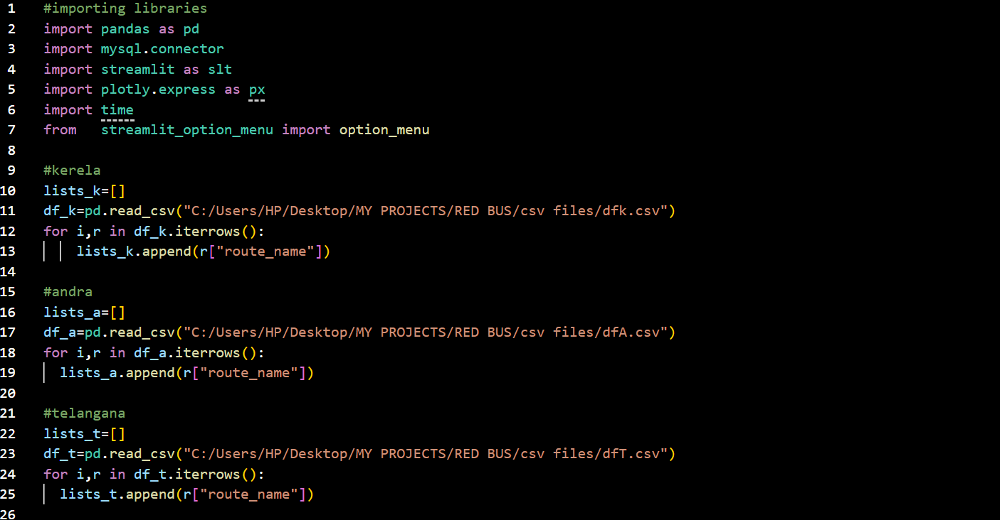 1 #importing libraries
2 import pandas as pd
3 import mysql.connector
4 import streamlit as slt
5 import plotly.express as px
6 import time
7 from   streamlit_option_menu import option_menu
8
9 #kerela
10 lists_k=[]
11 df_k=pd.read_csv("C:/Users/HP/Desktop/MY PROJECTS/RED BUS/csv files/dfk.csv")
12 for i,r in df_k.iterrows():
13     lists_k.append(r["route_name"])
14
15 #andra
16 lists_a=[]
17 df_a=pd.read_csv("C:/Users/HP/Desktop/MY PROJECTS/RED BUS/csv files/dfA.csv")
18 for i,r in df_a.iterrows():
19   lists_a.append(r["route_name"])
20
21 #telangana
22 lists_t=[]
23 df_t=pd.read_csv("C:/Users/HP/Desktop/MY PROJECTS/RED BUS/csv files/dfT.csv")
24 for i,r in df_t.iterrows():
25   lists_t.append(r["route_name"])
26